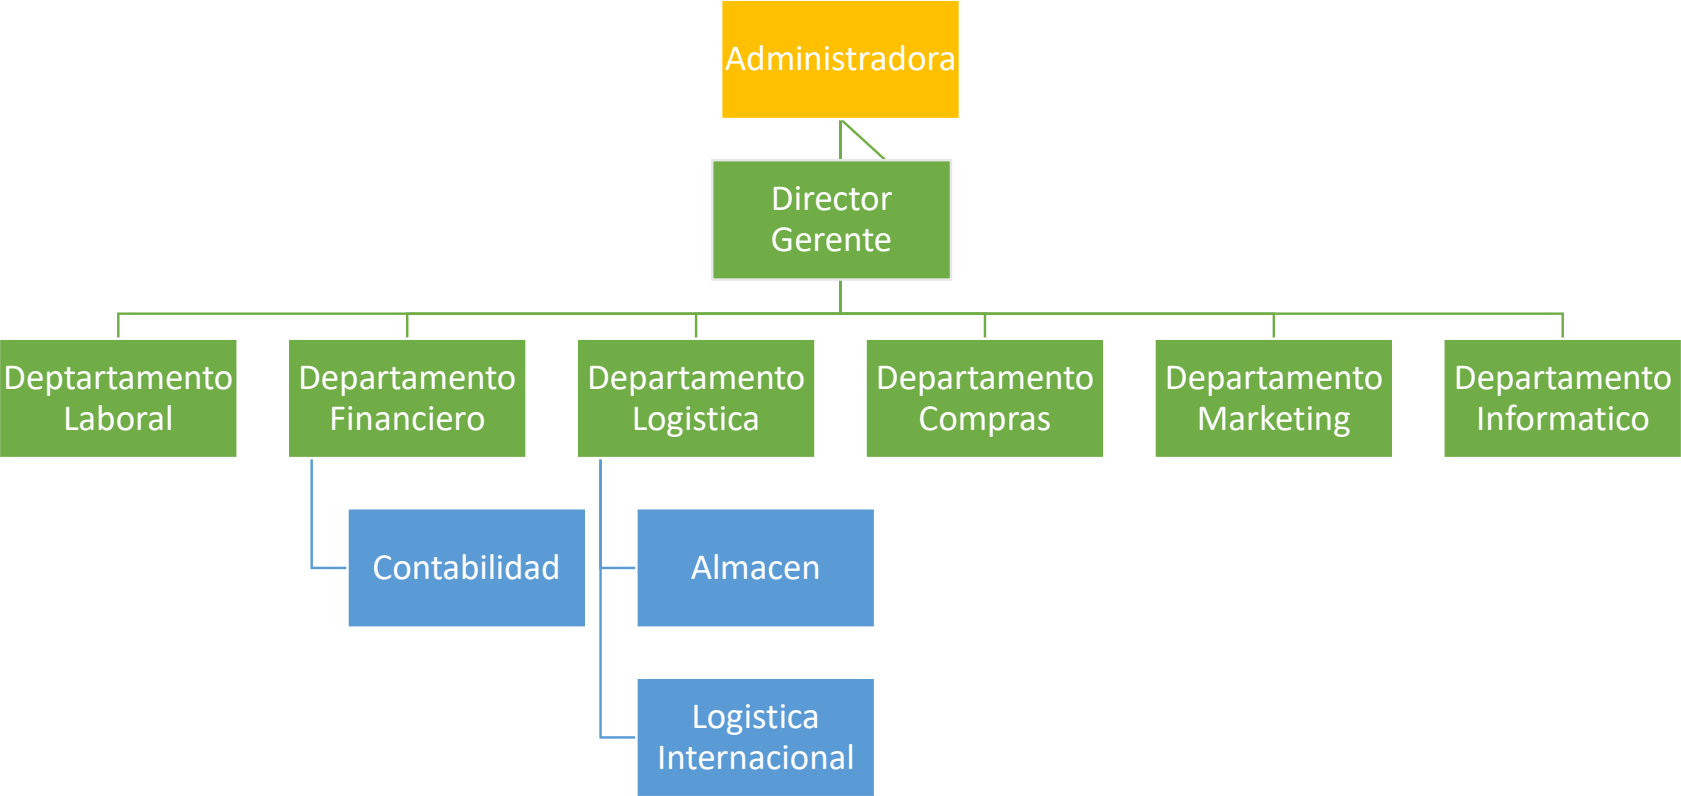 Administradora
Director
Gerente
Deptartamento
Laboral
Departamento
Financiero
Departamento
Logistica
Departamento
Compras
Departamento
Marketing
Departamento
Informatico
Contabilidad
Almacen
Logistica
Internacional